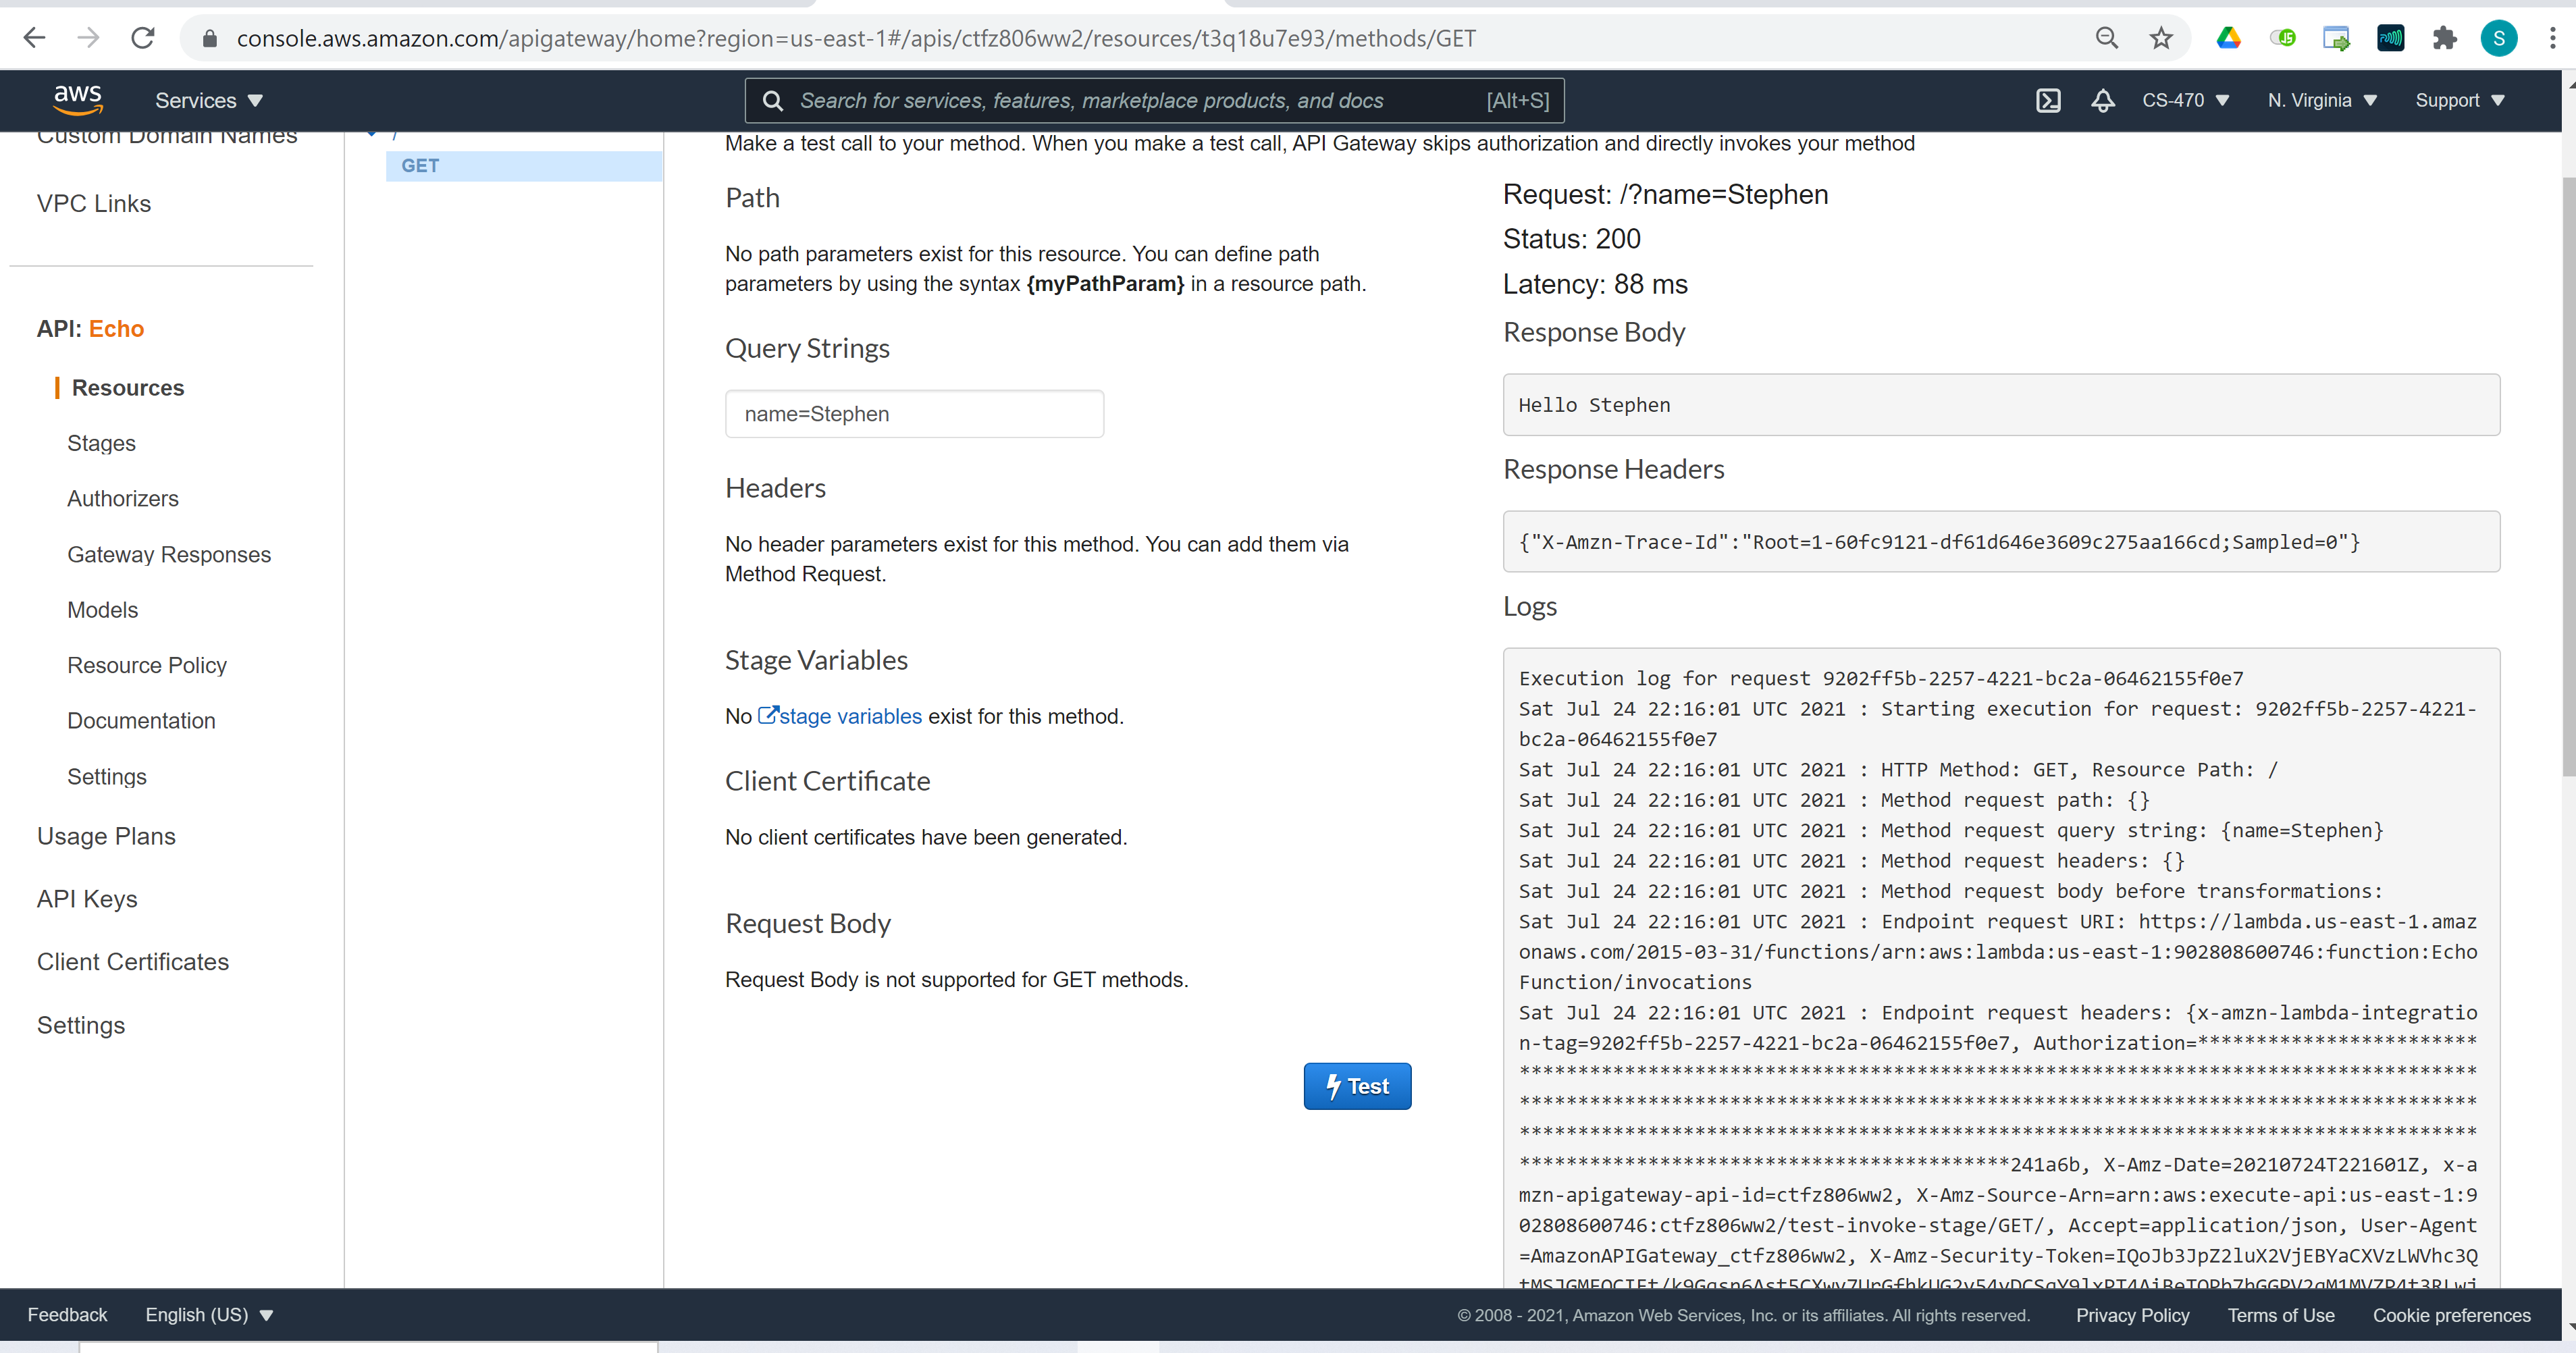 console.aws.amazon.com/apigateway/home?region=us-east-1#/apis/ctfz806ww2/resources/t3q18u7e93/methods/GET
JS
S
aws
Services
Search for services, features, marketplace products, and docs
[Alt+S]
CS-470
N. Virginia
Support
Custom Domain Names
VPC Links
API: Echo
Resources
Stages
Authorizers
Gateway Responses
Models
Resource Policy
Documentation
Settings
Usage Plans
API Keys
Client Certificates
Settings
/
GET
Make a test call to your method. When you make a test call, API Gateway skips authorization and directly invokes your method
Path
No path parameters exist for this resource. You can define path
parameters by using the syntax {myPathParam} in a resource path.
Query Strings
name=Stephen
Headers
No header parameters exist for this method. You can add them via
Method Request.
Stage Variables
No stage variables exist for this method.
Client Certificate
No client certificates have been generated.
Request Body
Request Body is not supported for GET methods.
Test
Request: /?name=Stephen
Status: 200
Latency: 88 ms
Response Body
Hello Stephen
Response Headers
{"X-Amzn-Trace-Id":"Root=1-60fc9121-df61d646e3609c275aa166cd;Sampled=0"}
Logs
Execution log for request 9202ff5b-2257-4221-bc2a-06462155f0e7
Sat Jul 24 22:16:01 UTC 2021 : Starting execution for request: 9202ff5b-2257-4221-
bc2a-06462155f0e7
Sat Jul 24 22:16:01 UTC 2021 : HTTP Method: GET, Resource Path: /
Sat Jul 24 22:16:01 UTC 2021 : Method request path: {}
Sat Jul 24 22:16:01 UTC 2021 : Method request query string: {name=Stephen}
Sat Jul 24 22:16:01 UTC 2021 : Method request headers: {}
Sat Jul 24 22:16:01 UTC 2021 : Method request body before transformations:
Sat Jul 24 22:16:01 UTC 2021 : Endpoint request URI: https://lambda.us-east-1.amaz
onaws.com/2015-03-31/functions/arn:aws:lambda:us-east-1:902808600746:function:Echo
Function/invocations
Sat Jul 24 22:16:01 UTC 2021 : Endpoint request headers: {x-amzn-lambda-integratio
n-tag=9202ff5b-2257-4221-bc2a-06462155f0e7, Authorization=************************
**********************************************************************************
**********************************************************************************
**********************************************************************************
******************************************241a6b, X-Amz-Date=20210724T221601Z, x-a
mzn-apigateway-api-id=ctfz806ww2, X-Amz-Source-Arn=arn:aws:execute-api:us-east-1:9
02808600746:ctfz806ww2/test-invoke-stage/GET/, Accept=application/json, User-Agent
=AmazonAPIGateway_ctfz806ww2, X-Amz-Security-Token=IQoJb3JpZ2luX2VjEBYaCXVzLWVhc3Q
Feedback
English (US)
© 2008 - 2021, Amazon Web Services, Inc. or its affiliates. All rights reserved.
Privacy Policy
Terms of Use
Cookie preferences